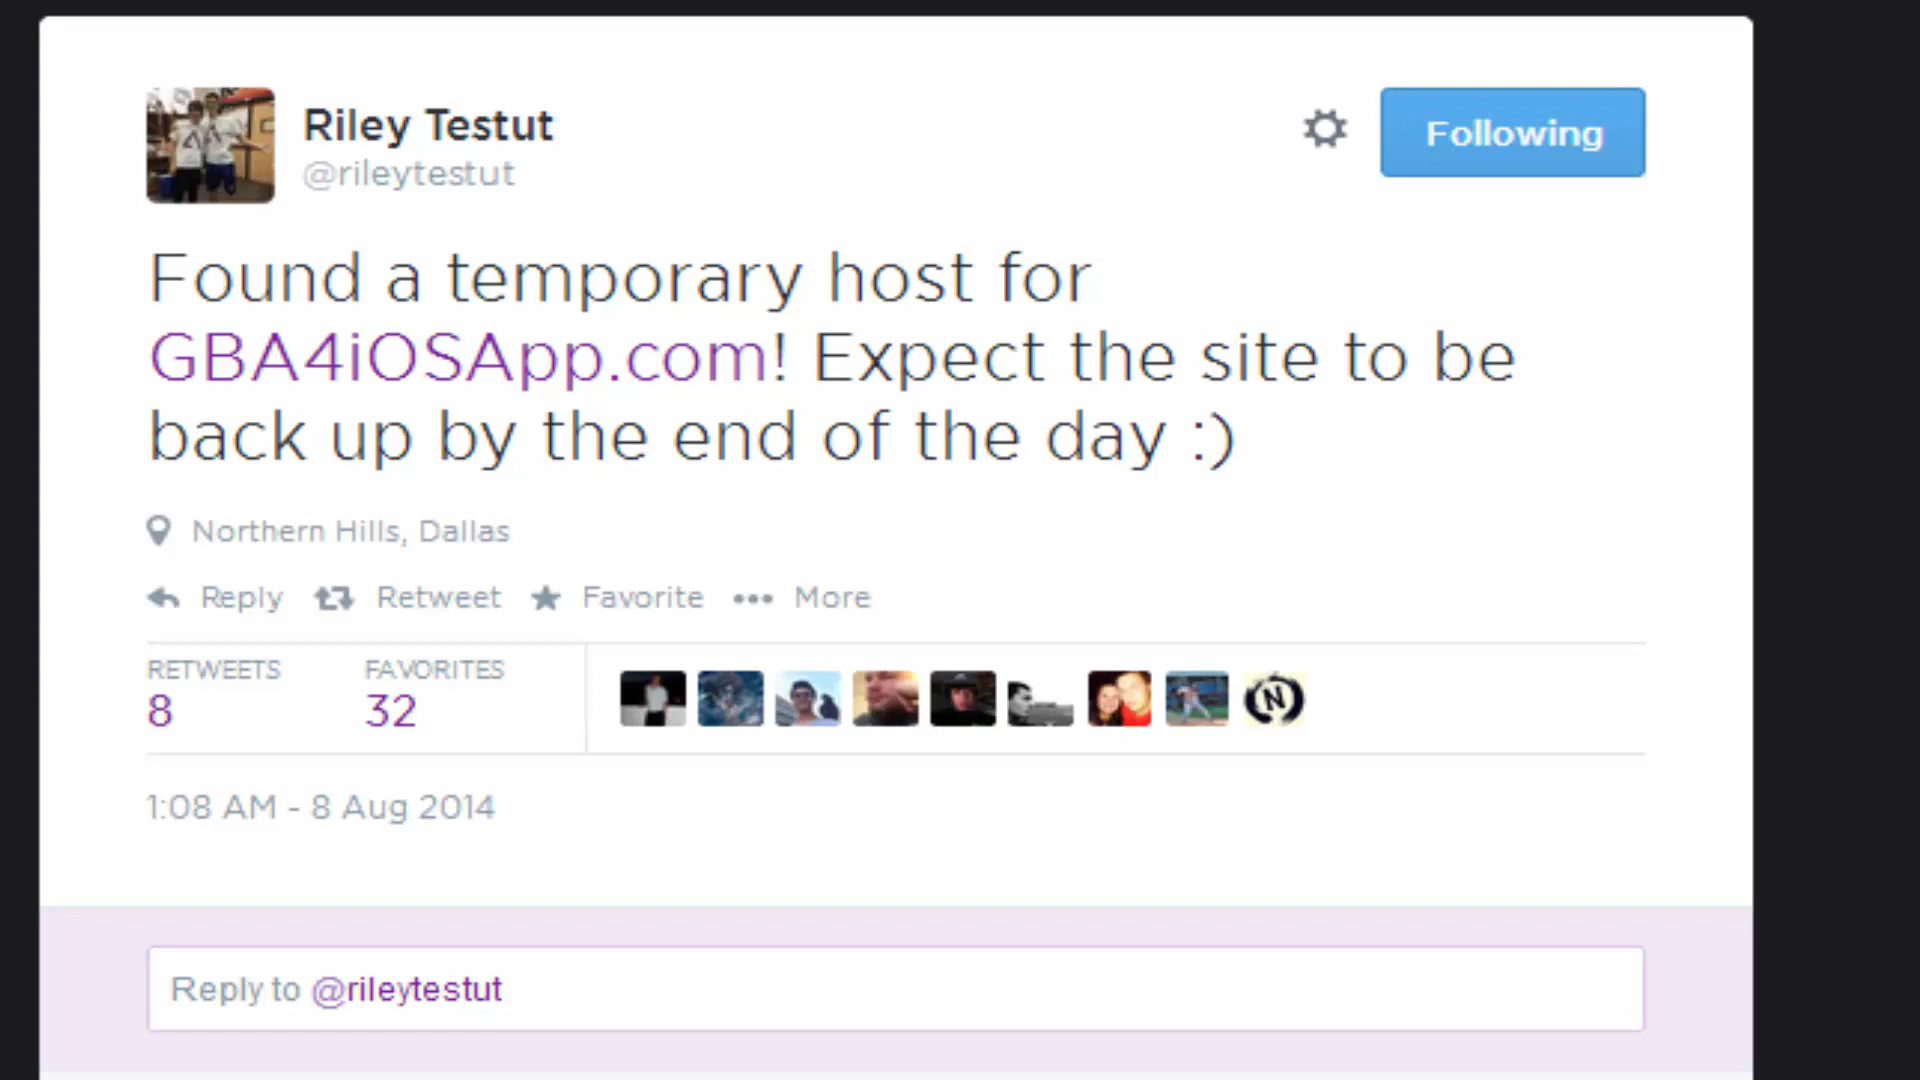 Riley Testut
@rileytestut
Following
Found a temporary host for
GBA4iOSApp.com! Expect the site to be
back up by the end of the day :)
Northern Hills, Dallas
Reply Retweet Favorite More
RETWEETS FAVORITES
8 32
N
1:08 AM - 8 Aug 2014
Reply to @rileytestut